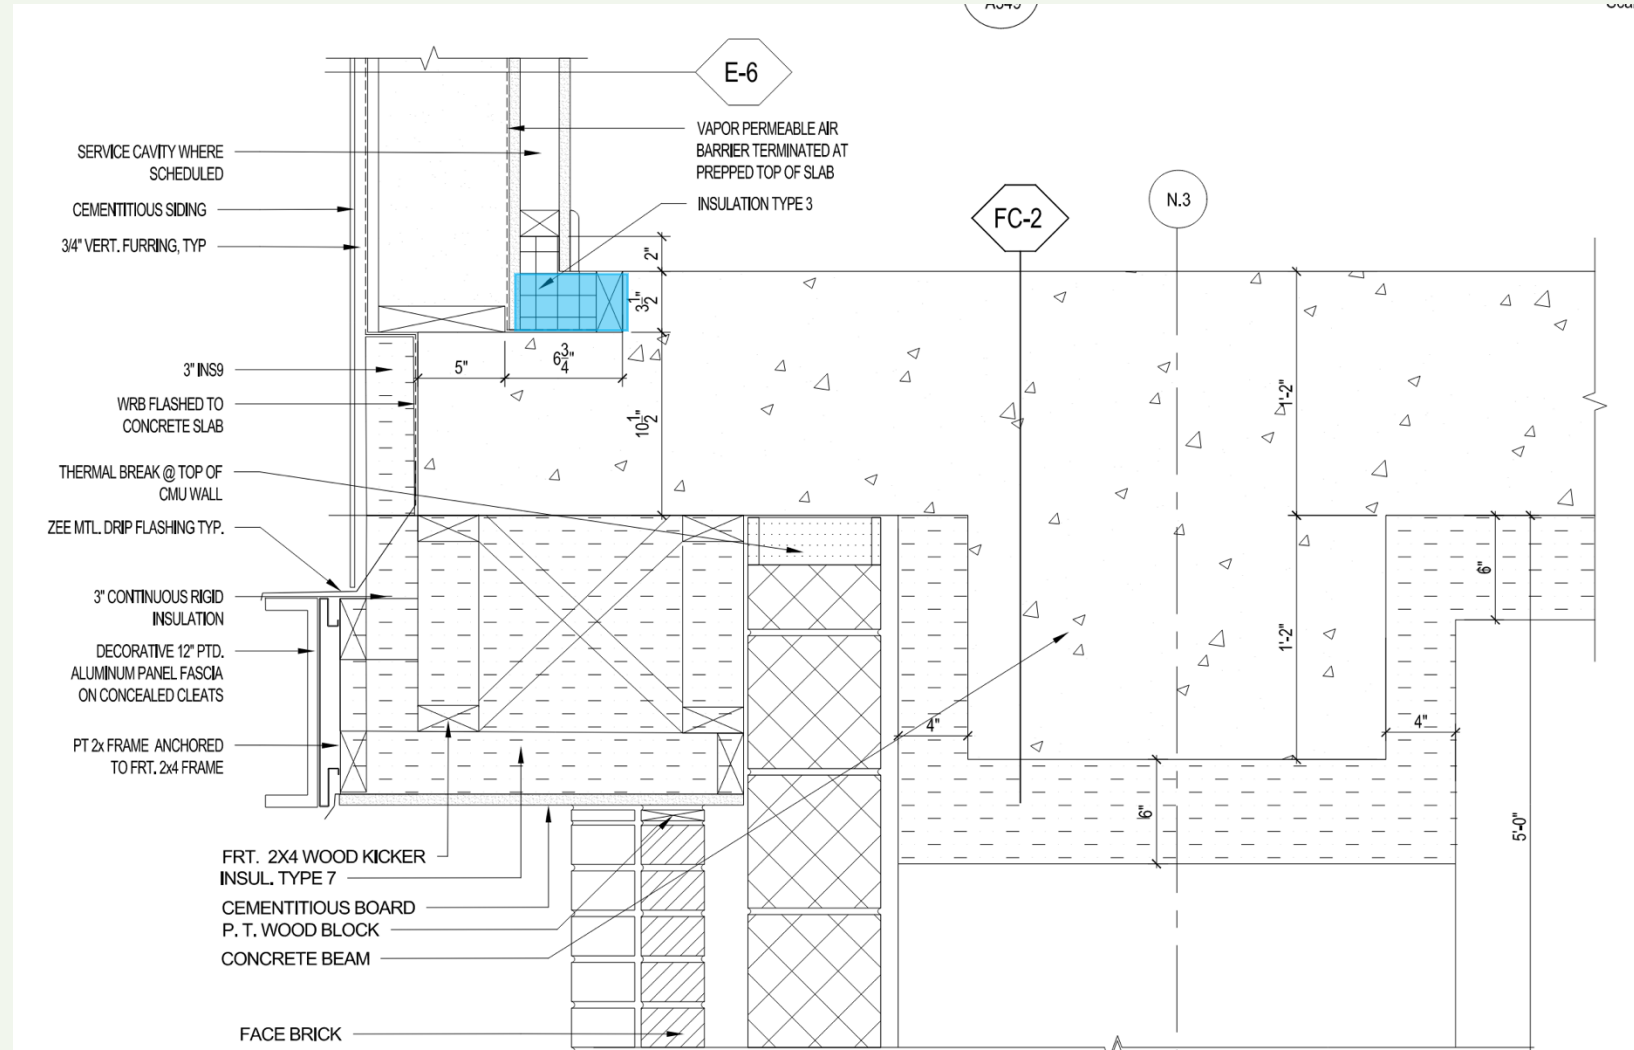 E-6
SERVICE CAVITY WHERE
SCHEDULED
CEMENTITIOUS SIDING
3/4" VERT. FURRING, TYP
VAPOR PERMEABLE AIR
BARRIER TERMINATED AT
PREPPED TOP OF SLAB
INSULATION TYPE 3
FC-2
N.3
2"
3 1/2"
5"
6 3/4"
10 1/2"
1'-2"
3" INS9
WRB FLASHED TO
CONCRETE SLAB
THERMAL BREAK @ TOP OF
CMU WALL
ZEE MTL. DRIP FLASHING TYP.
3" CONTINUOUS RIGID
INSULATION
DECORATIVE 12" PTD.
ALUMINUM PANEL FASCIA
ON CONCEALED CLEATS
PT 2x FRAME ANCHORED
TO FRT. 2x4 FRAME
6"
1'-2"
4"
4"
6"
5'-0"
FRT. 2X4 WOOD KICKER
INSUL. TYPE 7
CEMENTITIOUS BOARD
P. T. WOOD BLOCK
CONCRETE BEAM
FACE BRICK